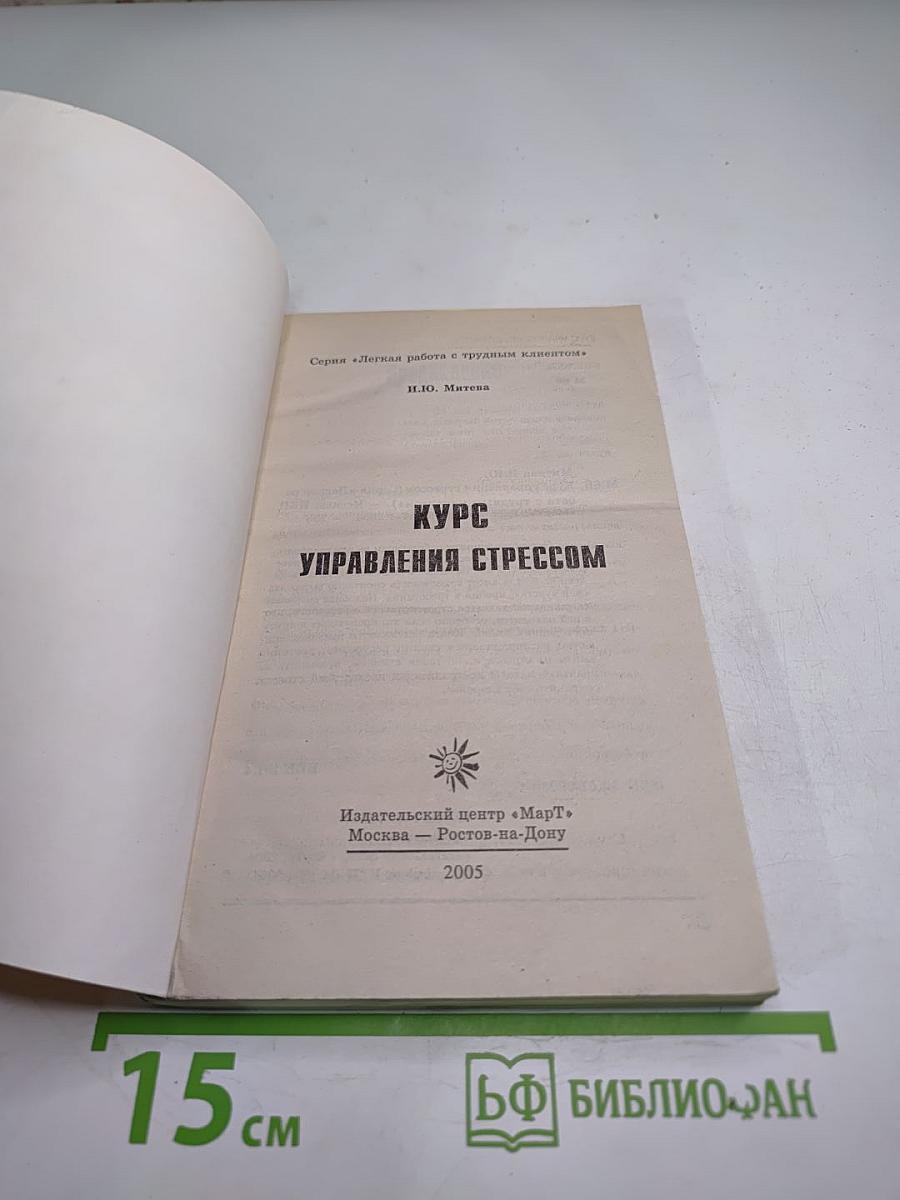 Серия «Легкая работа с трудным клиентом»
И.Ю. Митева
КУРС
УПРАВЛЕНИЯ СТРЕССОМ
Издательский центр «МарТ»
Москва — Ростов-на-Дону
2005
15 см
БФ БИБЛИОФАН